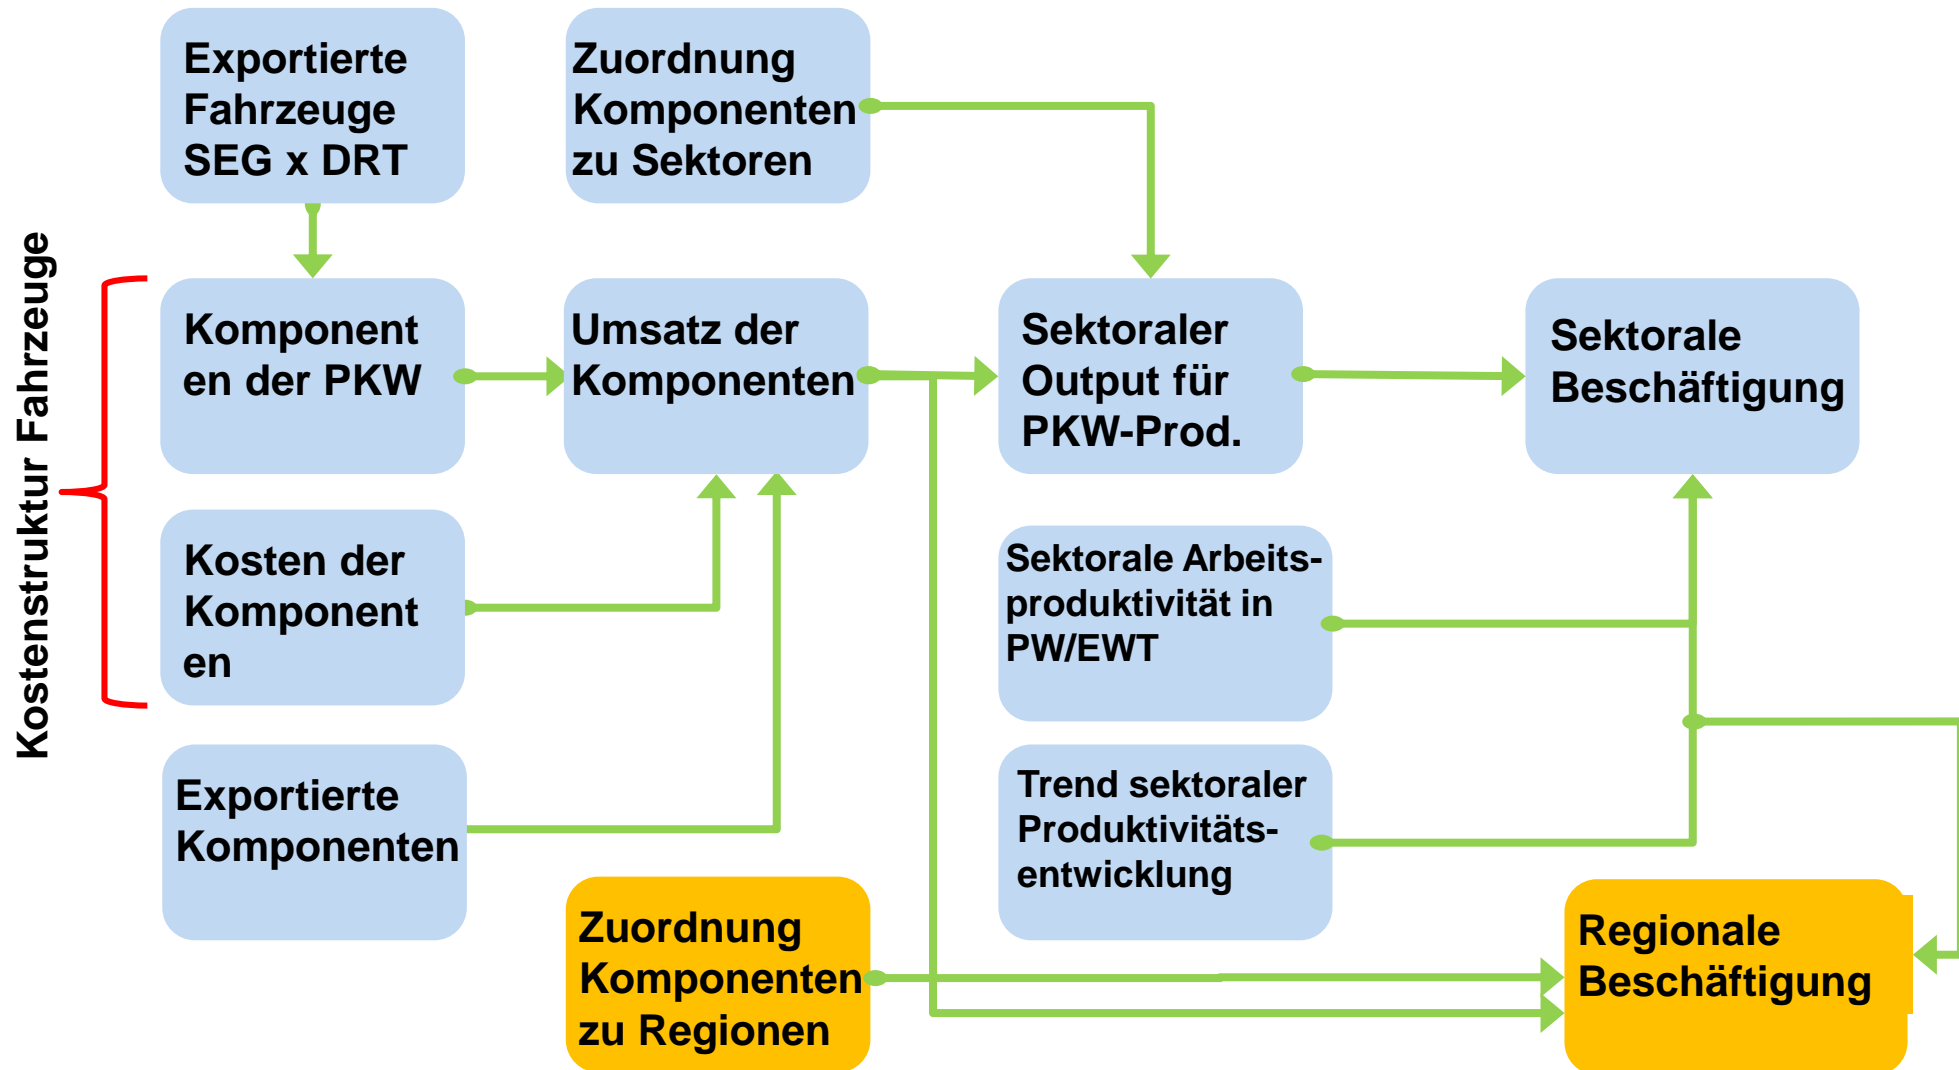 Exportierte
Fahrzeuge
SEG x DRT
Zuordnung
Komponenten
zu Sektoren
Kostenstruktur Fahrzeuge
Komponent
en der PKW
Umsatz der
Komponenten
Sektoraler
Output für
PKW-Prod.
Sektorale
Beschäftigung
Kosten der
Komponent
en
Sektorale Arbeits-
produktivität in
PW/EWT
Exportierte
Komponenten
Trend sektoraler
Produktivitäts-
entwicklung
Zuordnung
Komponenten
zu Regionen
Regionale
Beschäftigung